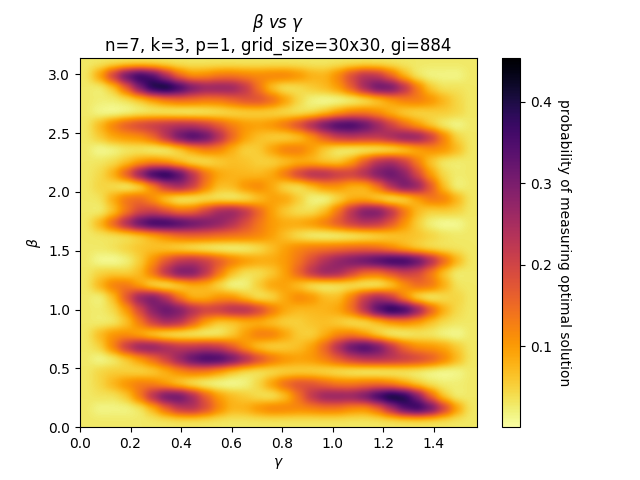 β vs γ
n=7, k=3, p=1, grid_size=30x30, gi=884
3.0
2.5
2.0
1.5
1.0
0.5
0.0
β
0.0 0.2 0.4 0.6 0.8 1.0 1.2 1.4
γ
0.4
0.3
0.2
0.1
probability of measuring optimal solution